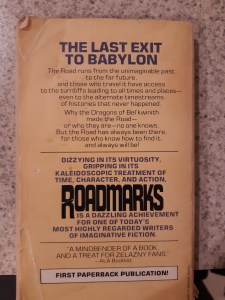 THE LAST EXIT
TO BABYLON
The Road runs from the unimaginable past
to the far future,
and those who travel it have access
to the turnoffs leading to all times and places—
even to the alternate timestreams
of histories that never happened.
Why the Dragons of Bel'kwinith
made the Road—
or who they are—no one knows.
But the Road has always been there,
for those who know how to find it,
and always will be!
DIZZYING IN ITS VIRTUOSITY,
GRIPPING IN ITS
KALEIDOSCOPIC TREATMENT OF
TIME, CHARACTER, AND ACTION,
ROADMARKS
IS A DAZZLING ACHIEVEMENT
FOR ONE OF TODAY'S
MOST HIGHLY REGARDED WRITERS
OF IMAGINATIVE FICTION.
"A MINDBENDER OF A BOOK,
AND A TREAT FOR ZELAZNY FANS."
—ALA Booklist
FIRST PAPERBACK PUBLICATION!